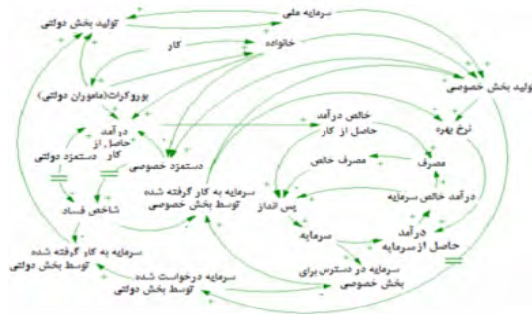 سرمایه ملی
تولید بخش دولتی
کار
خانواده
تولید بخش خصوصی
بوروکرات(ماموران دولتی)
درآمد
حاصل از
کار
دستمزد دولتی
دستمزد خصوصی
خالص درآمد
حاصل از کار
نرخ بهره
مصرف
مصرف خالص
درآمد خالص سرمایه
سرمایه به کار گرفته شده
توسط بخش خصوصی
پس انداز
شاخص فساد
سرمایه
درآمد
حاصل از سرمایه
سرمایه به کار گرفته شده
توسط بخش دولتی
سرمایه درخواست شده
توسط بخش دولتی
سرمایه در دسترس برای
بخش خصوصی